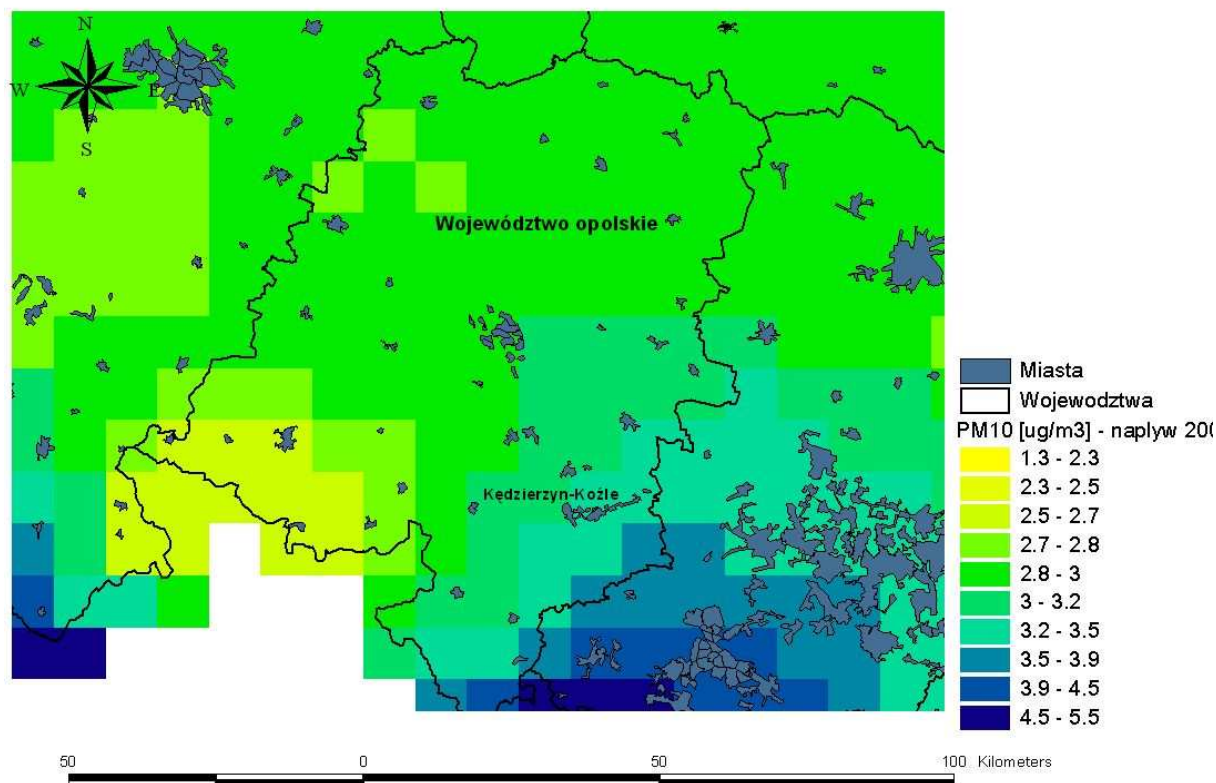 N
W
E
S
Województwo opolskie
Kędzierzyn-Koźle
Miasta
Wojewodztwa
PM10 [ug/m3] - naplyw 200
1.3 - 2.3
2.3 - 2.5
2.5 - 2.7
2.7 - 2.8
2.8 - 3
3 - 3.2
3.2 - 3.5
3.5 - 3.9
3.9 - 4.5
4.5 - 5.5
50 0 50 100 Kilometers